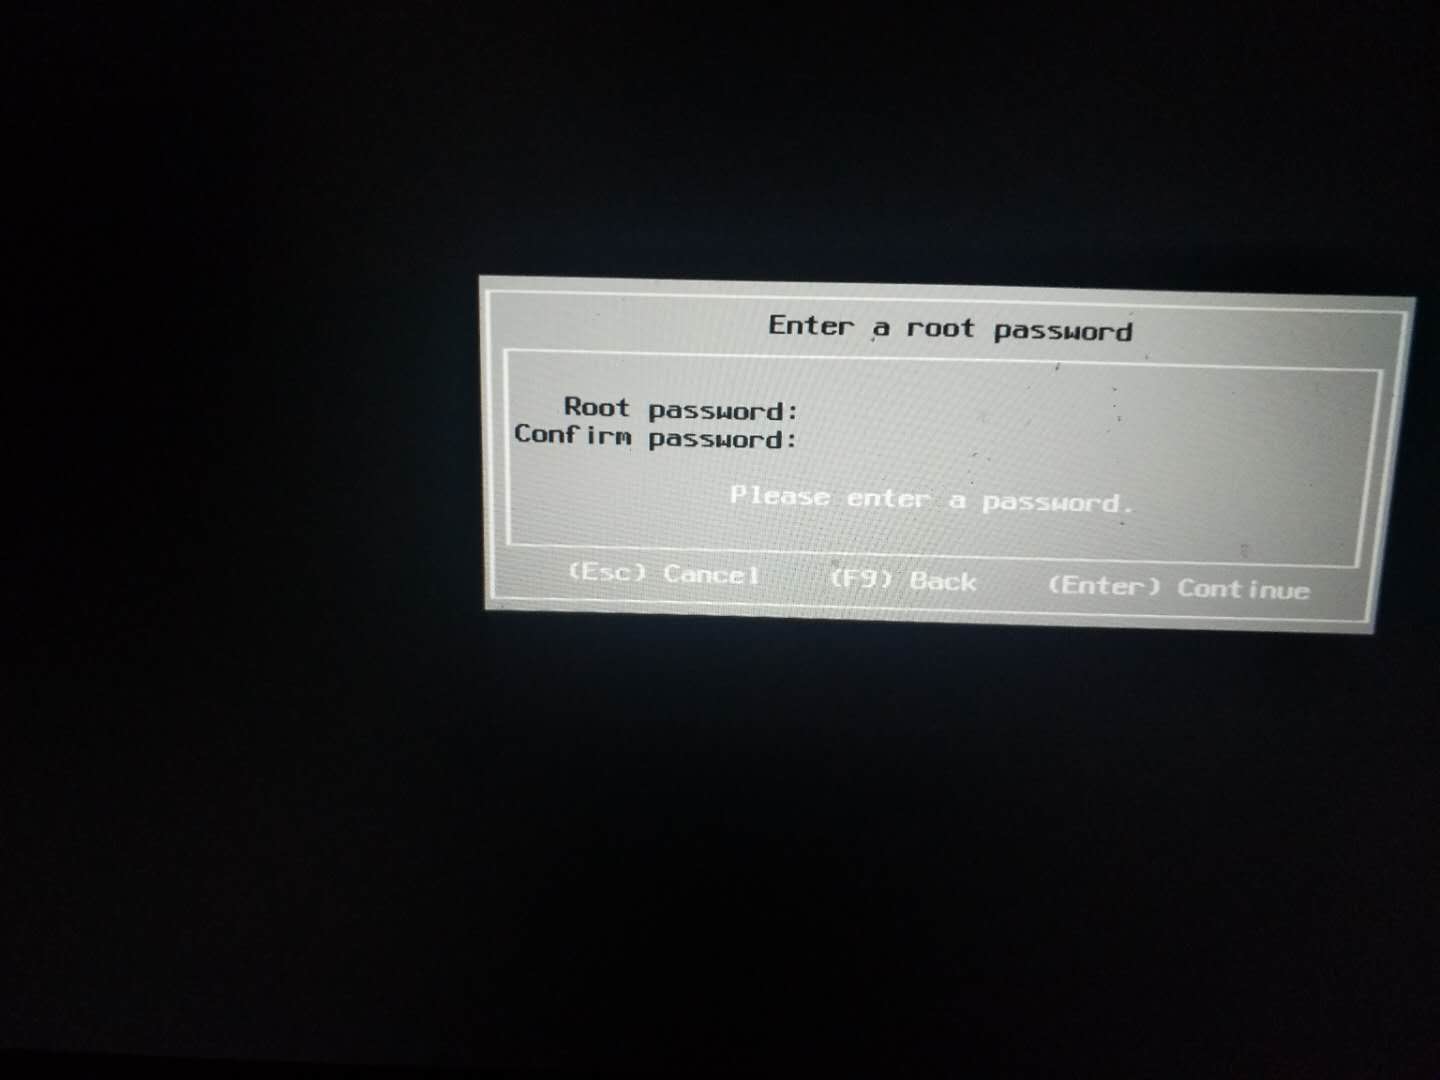 Enter a root password
Root password:
Confirm password:
Please enter a password.
(Esc) Cancel (F9) Back (Enter) Continue